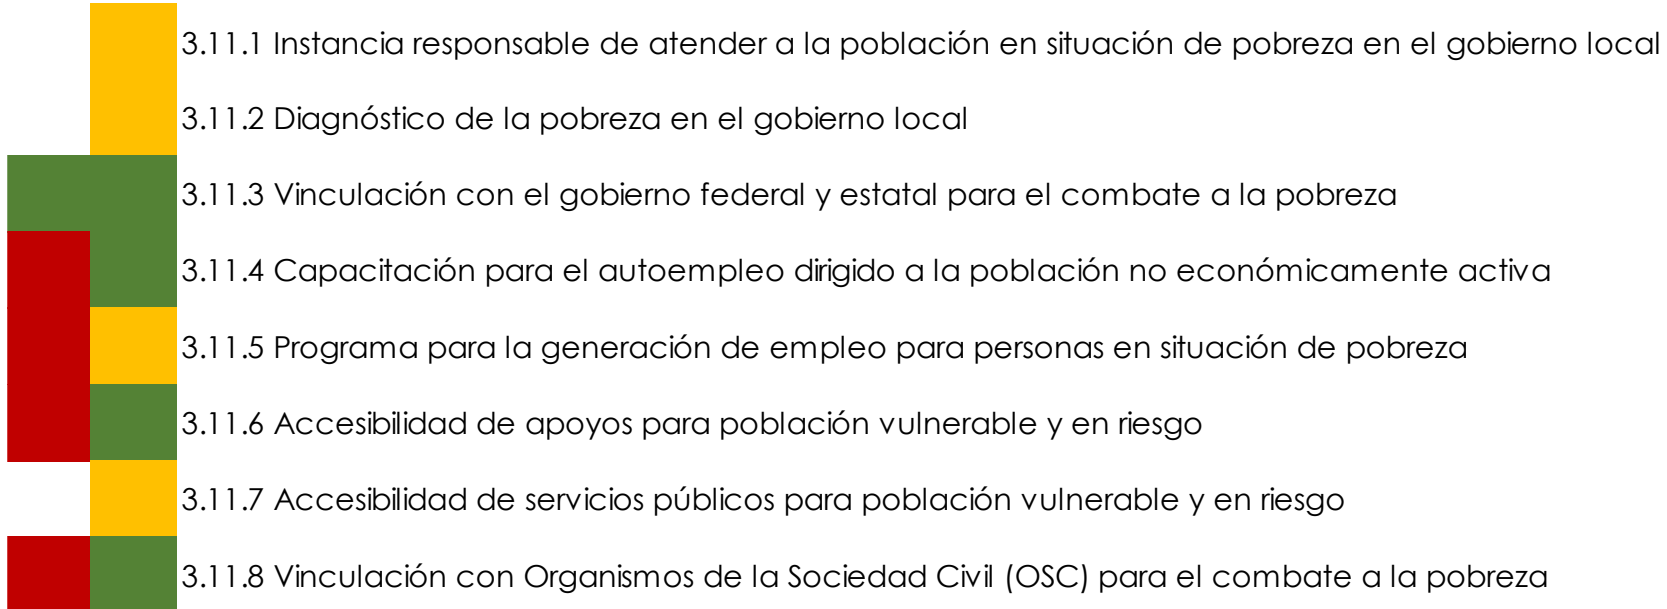 3.11.1 Instancia responsable de atender a la población en situación de pobreza en el gobierno local
3.11.2 Diagnóstico de la pobreza en el gobierno local
3.11.3 Vinculación con el gobierno federal y estatal para el combate a la pobreza
3.11.4 Capacitación para el autoempleo dirigido a la población no económicamente activa
3.11.5 Programa para la generación de empleo para personas en situación de pobreza
3.11.6 Accesibilidad de apoyos para población vulnerable y en riesgo
3.11.7 Accesibilidad de servicios públicos para población vulnerable y en riesgo
3.11.8 Vinculación con Organismos de la Sociedad Civil (OSC) para el combate a la pobreza